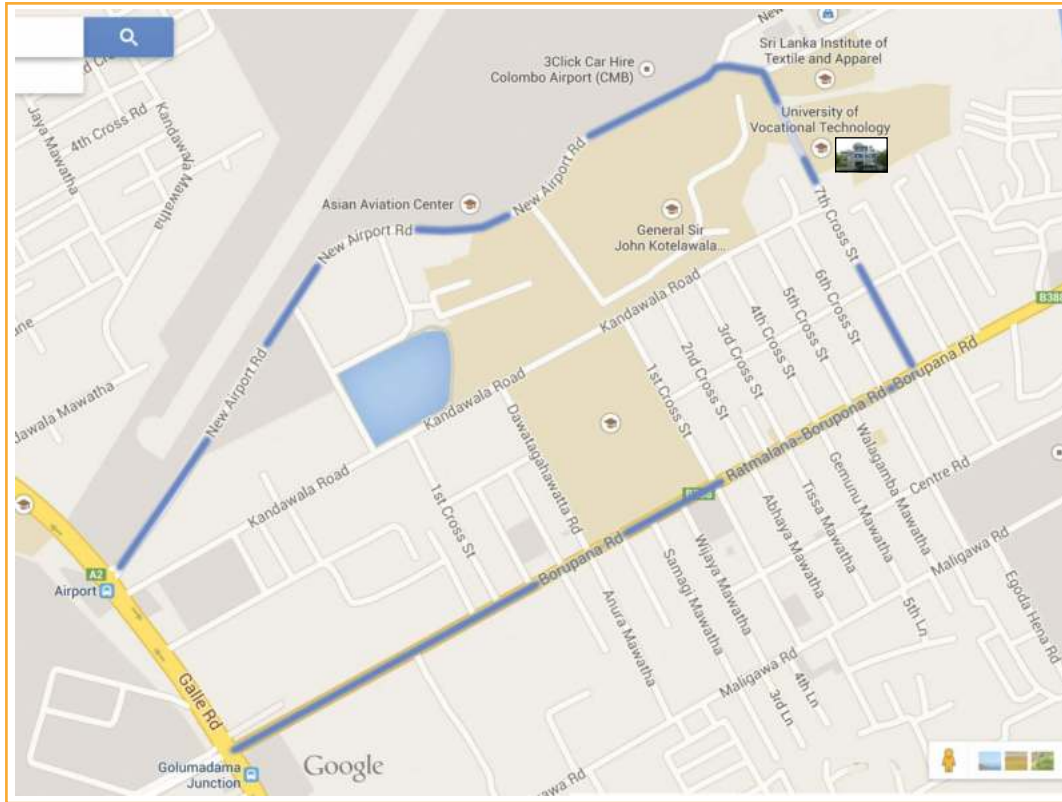 New
Sri Lanka Institute of
Textile and Apparel
3Click Car Hire
Colombo Airport (CMB)
4th Cross Rd
Jaya Mawatha
Kandawala Mawatha
University of
Vocational Technology
New Airport Rd
Asian Aviation Center
New Airport Rd
New Airport Rd
General Sir
John Kotelawala...
7th Cross St
6th Cross St
5th Cross St
4th Cross St
3rd Cross St
2nd Cross St
1st Cross St
Kandawala Road
B388
New Airport Rd
Borupana Rd
Kandawala Road
Ratmalana-Borupona Rd
dawala Mawatha
Dawatagahawatta Rd
Kandawala Road
1st Cross St
Walagamba Mawatha
Gemunu Mawatha
Tissa Mawatha
Abhaya Mawatha
Centre Rd
Borupana Rd
Wijaya Mawatha
Samagi Mawatha
Anura Mawatha
Maligawa Rd
Egoda Hena Rd
5th Ln
A2
Airport
Maligawa Rd
4th Ln
3rd Ln
Galle Rd
Golumadama
Junction
Google
Borupana Rd